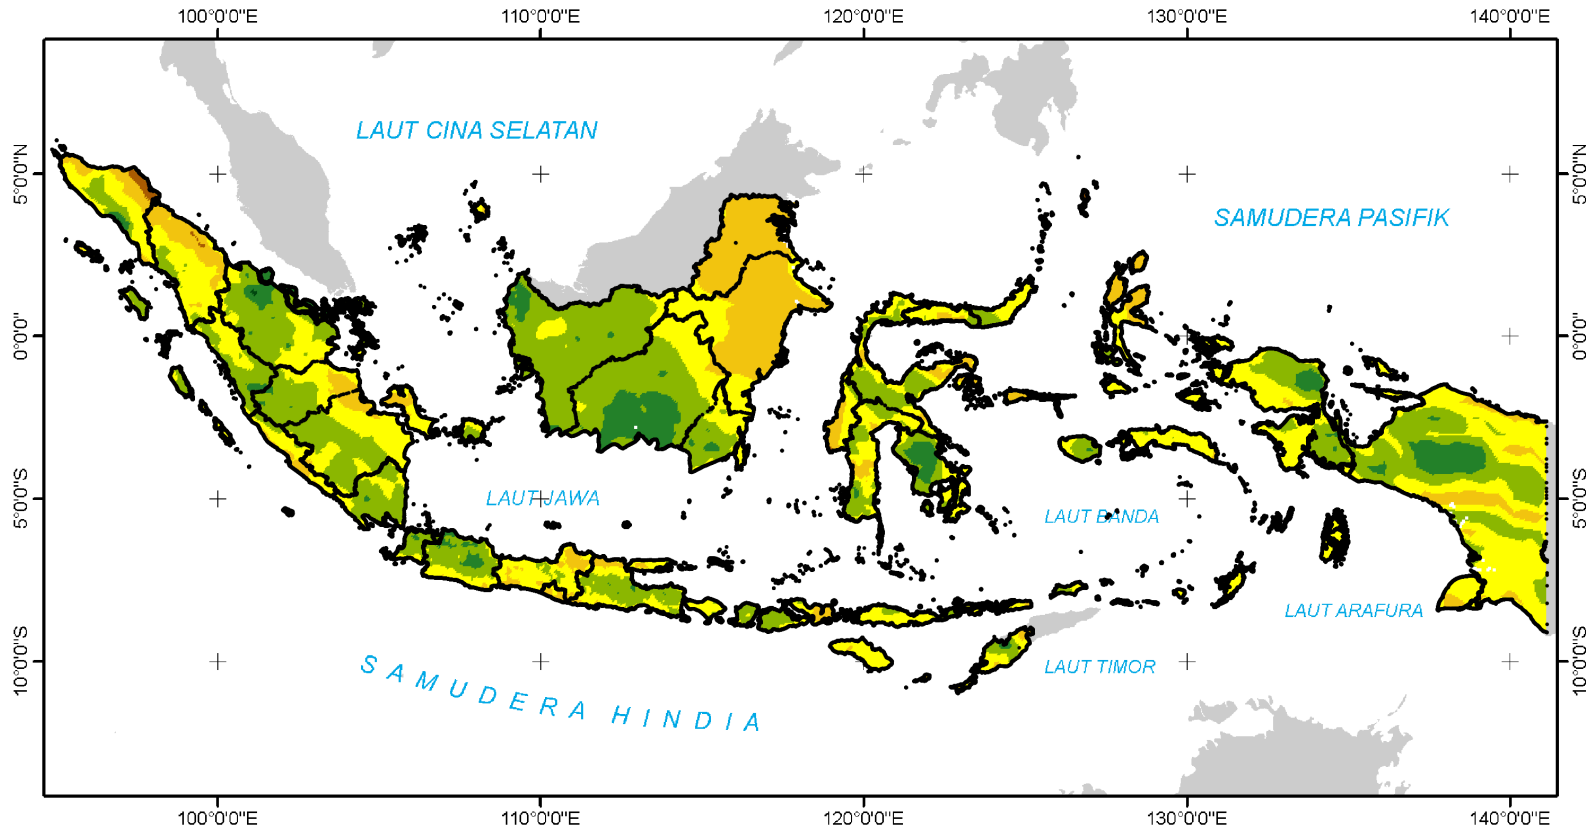 100°0'0"E 110°0'0"E 120°0'0"E 130°0'0"E 140°0'0"E
LAUT CINA SELATAN
5°0'0"N 5°0'0"N
SAMUDERA PASIFIK
0°0'0" 0°0'0"
LAUT JAWA
5°0'0"S 5°0'0"S
LAUT BANDA
LAUT ARAFURA
10°0'0"S 10°0'0"S
LAUT TIMOR
SAMUDERA HINDIA
100°0'0"E 110°0'0"E 120°0'0"E 130°0'0"E 140°0'0"E